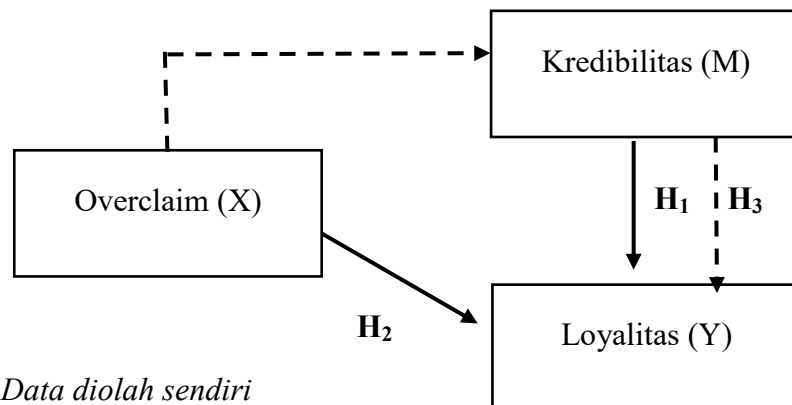 Kredibilitas (M)
Overclaim (X)
H₁ H₃
H₂
Loyalitas (Y)
Data diolah sendiri